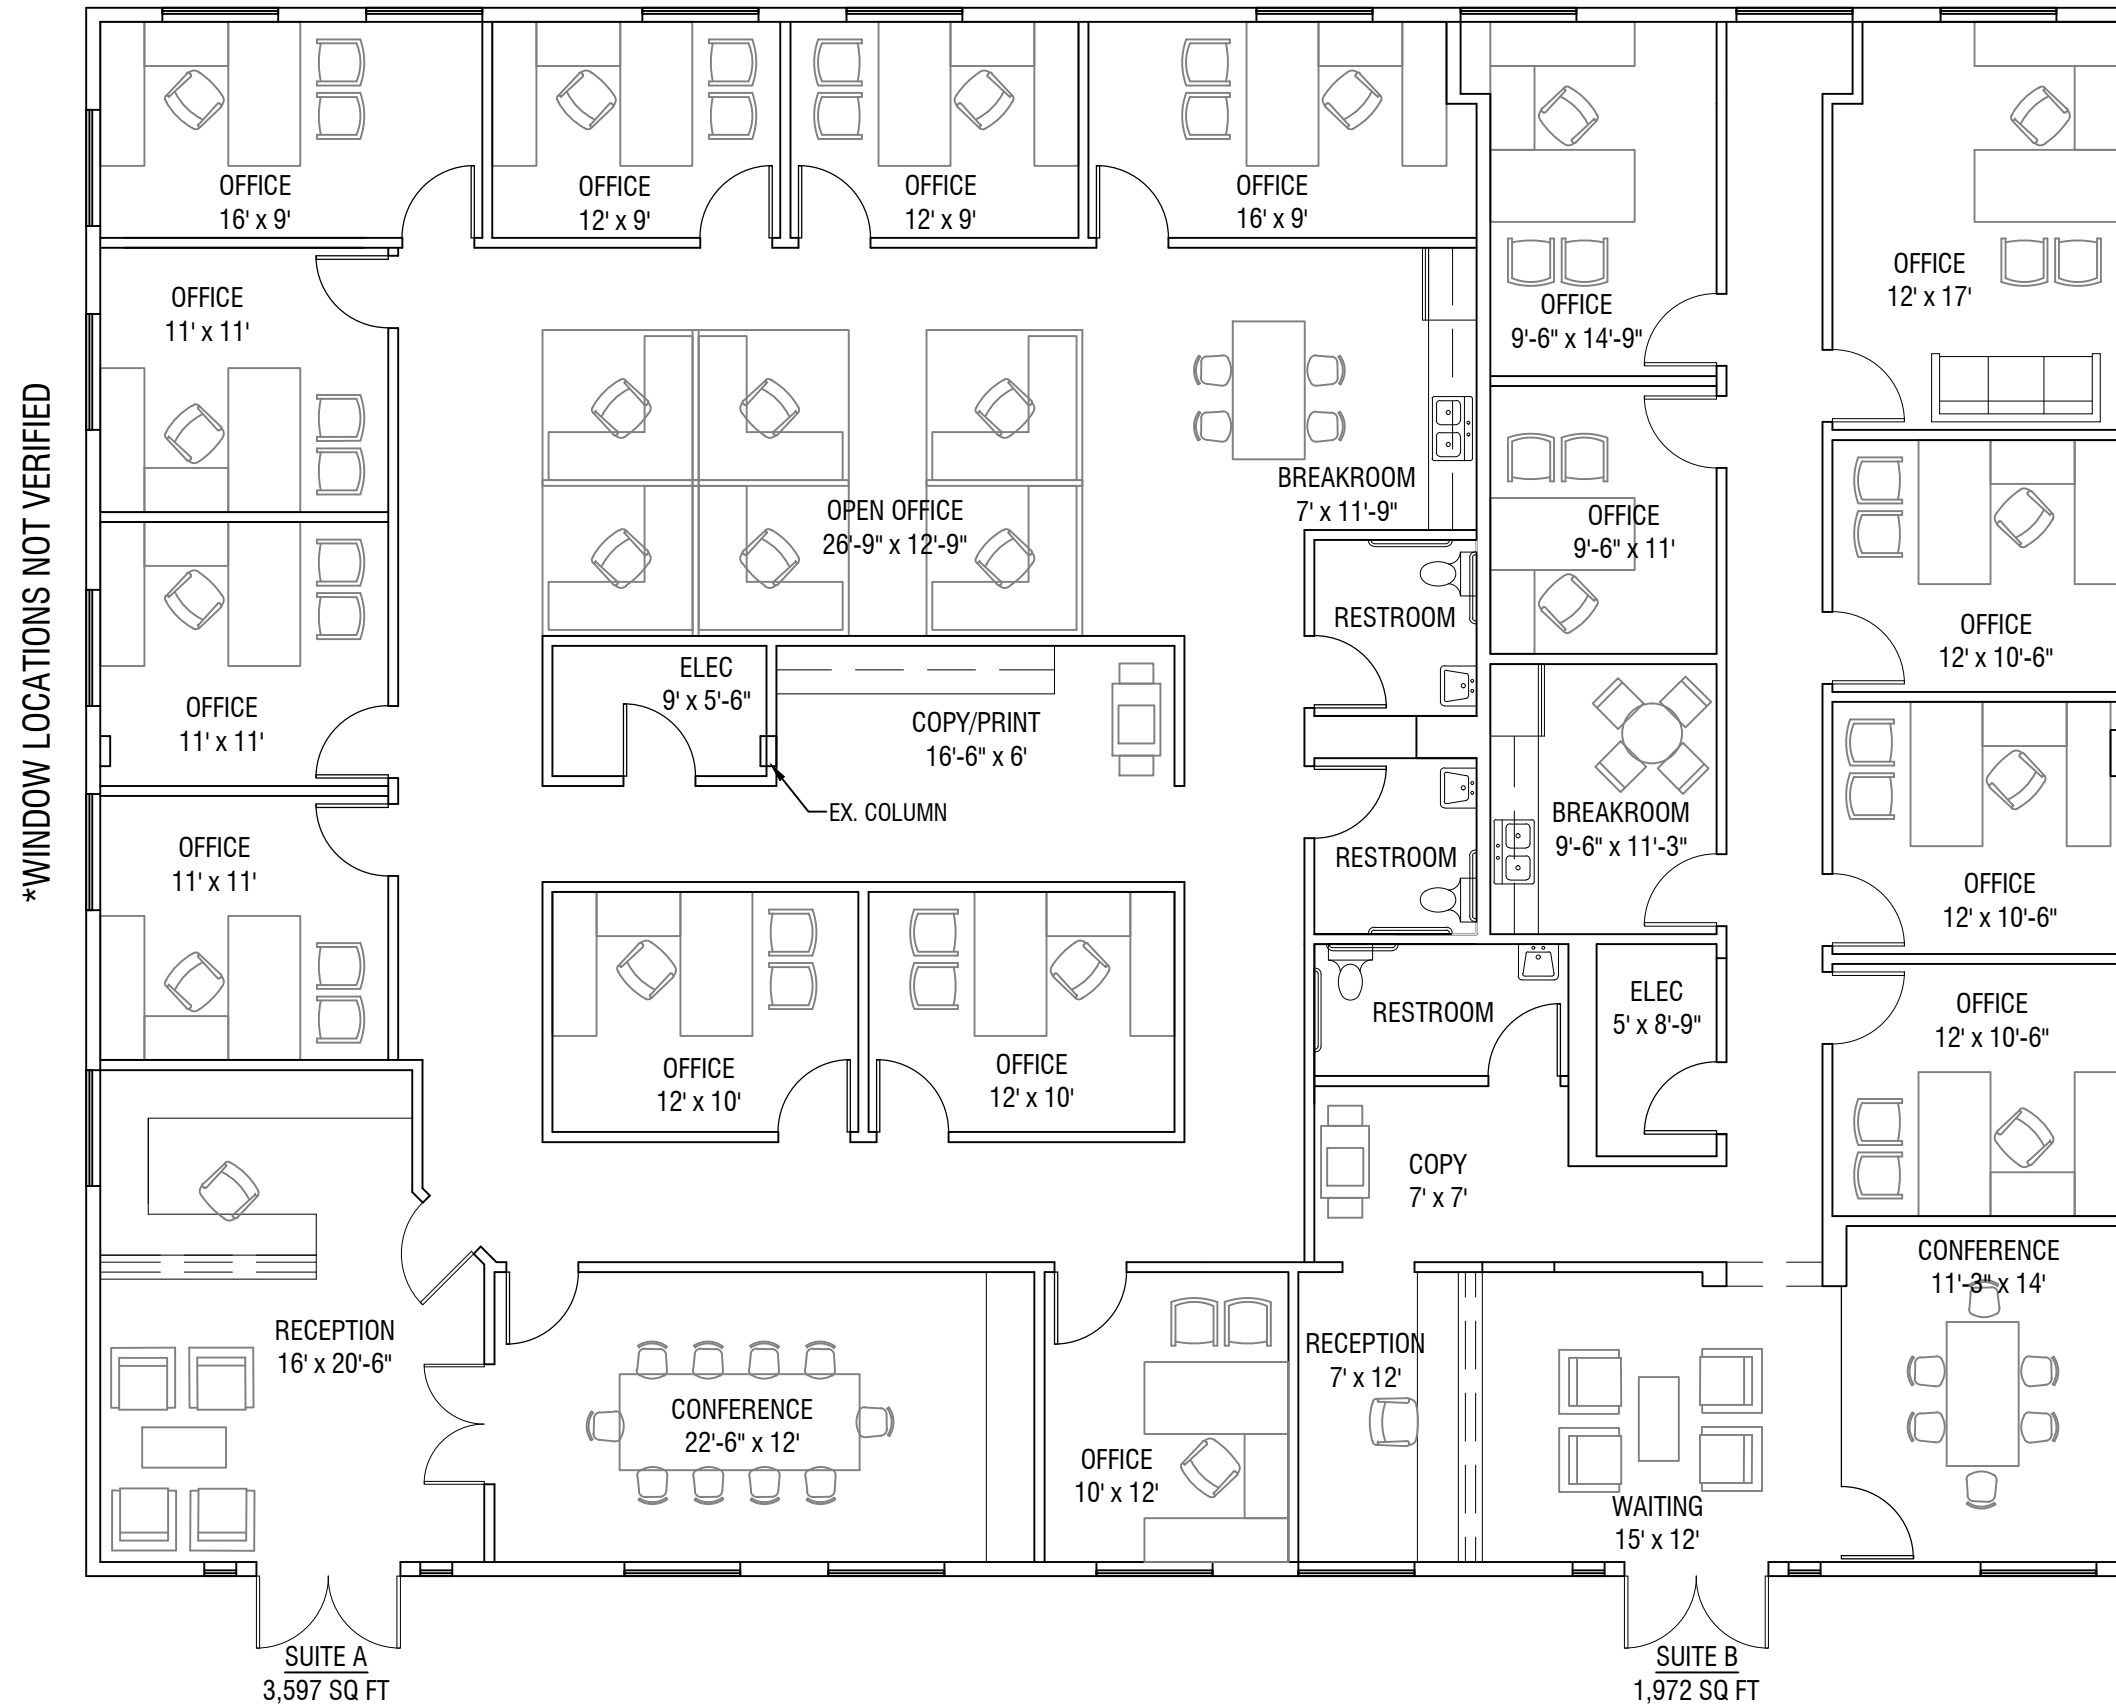 OFFICE
16' x 9'
OFFICE
12' x 9'
OFFICE
12' x 9'
OFFICE
16' x 9'
OFFICE
11' x 11'
OFFICE
9'-6" x 14'-9"
OFFICE
12' x 17'
*WINDOW LOCATIONS NOT VERIFIED
OPEN OFFICE
26'-9" x 12'-9"
BREAKROOM
7' x 11'-9"
OFFICE
9'-6" x 11'
RESTROOM
OFFICE
12' x 10'-6"
OFFICE
11' x 11'
ELEC
9' x 5'-6"
COPY/PRINT
16'-6" x 6'
EX. COLUMN
BREAKROOM
9'-6" x 11'-3"
OFFICE
11' x 11'
RESTROOM
OFFICE
12' x 10'-6"
RESTROOM
ELEC
5' x 8'-9"
OFFICE
12' x 10'-6"
OFFICE
12' x 10'
OFFICE
12' x 10'
COPY
7' x 7'
CONFERENCE
11'-3" x 14'
RECEPTION
16' x 20'-6"
CONFERENCE
22'-6" x 12'
OFFICE
10' x 12'
RECEPTION
7' x 12'
WAITING
15' x 12'
SUITE A
3,597 SQ FT
SUITE B
1,972 SQ FT